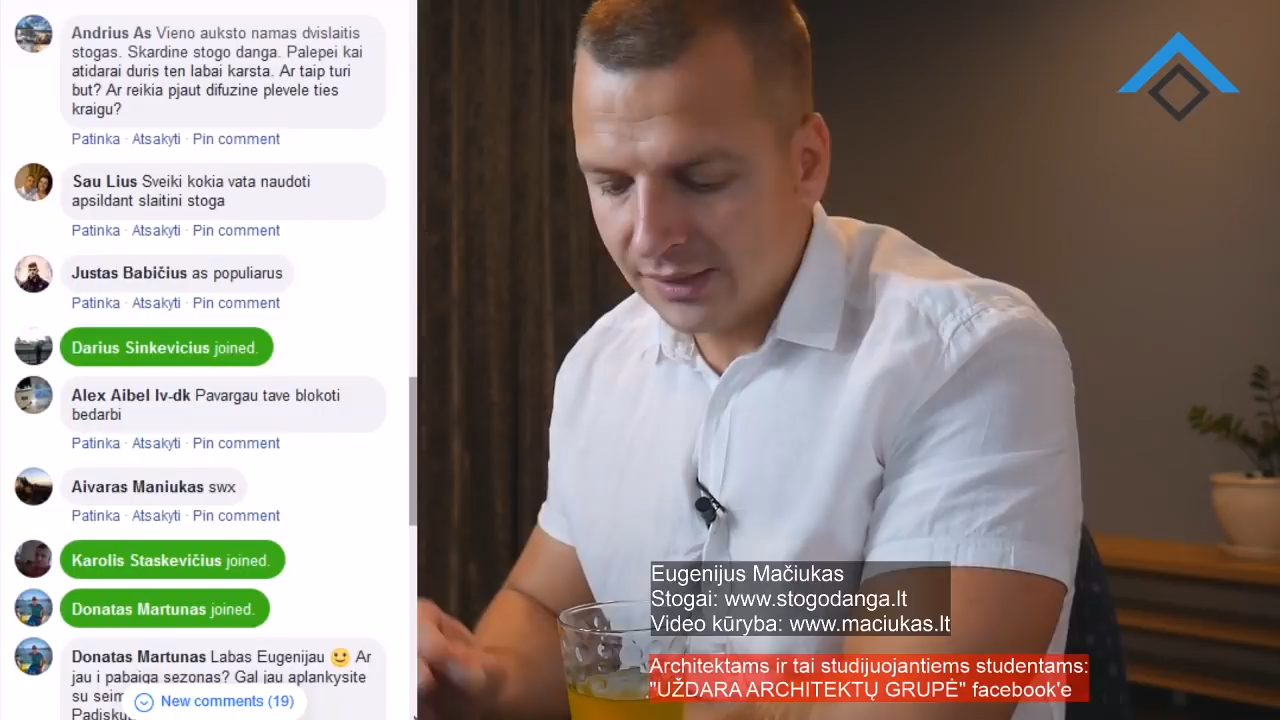 Andrius As Vieno auksto namas dvislaitis
stogas. Skardine stogo danga. Palepei kai
atidarai duris ten labai karsta. Ar taip turi
but? Ar reikia pjaut difuzine plevele ties
kraigu?
Patinka · Atsakyti · Pin comment
Sau Lius Sveiki kokia vata naudoti
apsildant slaitini stoga
Patinka · Atsakyti · Pin comment
Justas Babičius as populiarus
Patinka · Atsakyti · Pin comment
Darius Sinkevicius joined.
Alex Aibel lv-dk Pavargau tave blokoti
bedarbi
Patinka · Atsakyti · Pin comment
Aivaras Maniukas swx
Patinka · Atsakyti · Pin comment
Karolis Staskevičius joined.
Donatas Martunas joined.
Donatas Martunas Labas Eugenijau 🙂 Ar
jau i pabaiga sezonas? Gal jau aplankysite
su seim
New comments (19)
Eugenijus Mačiukas
Stogai: www.stogodanga.lt
Video kūryba: www.maciukas.lt
Architektams ir tai studijuojantiems studentams:
"UŽDARA ARCHITEKTŲ GRUPĖ" facebook'e